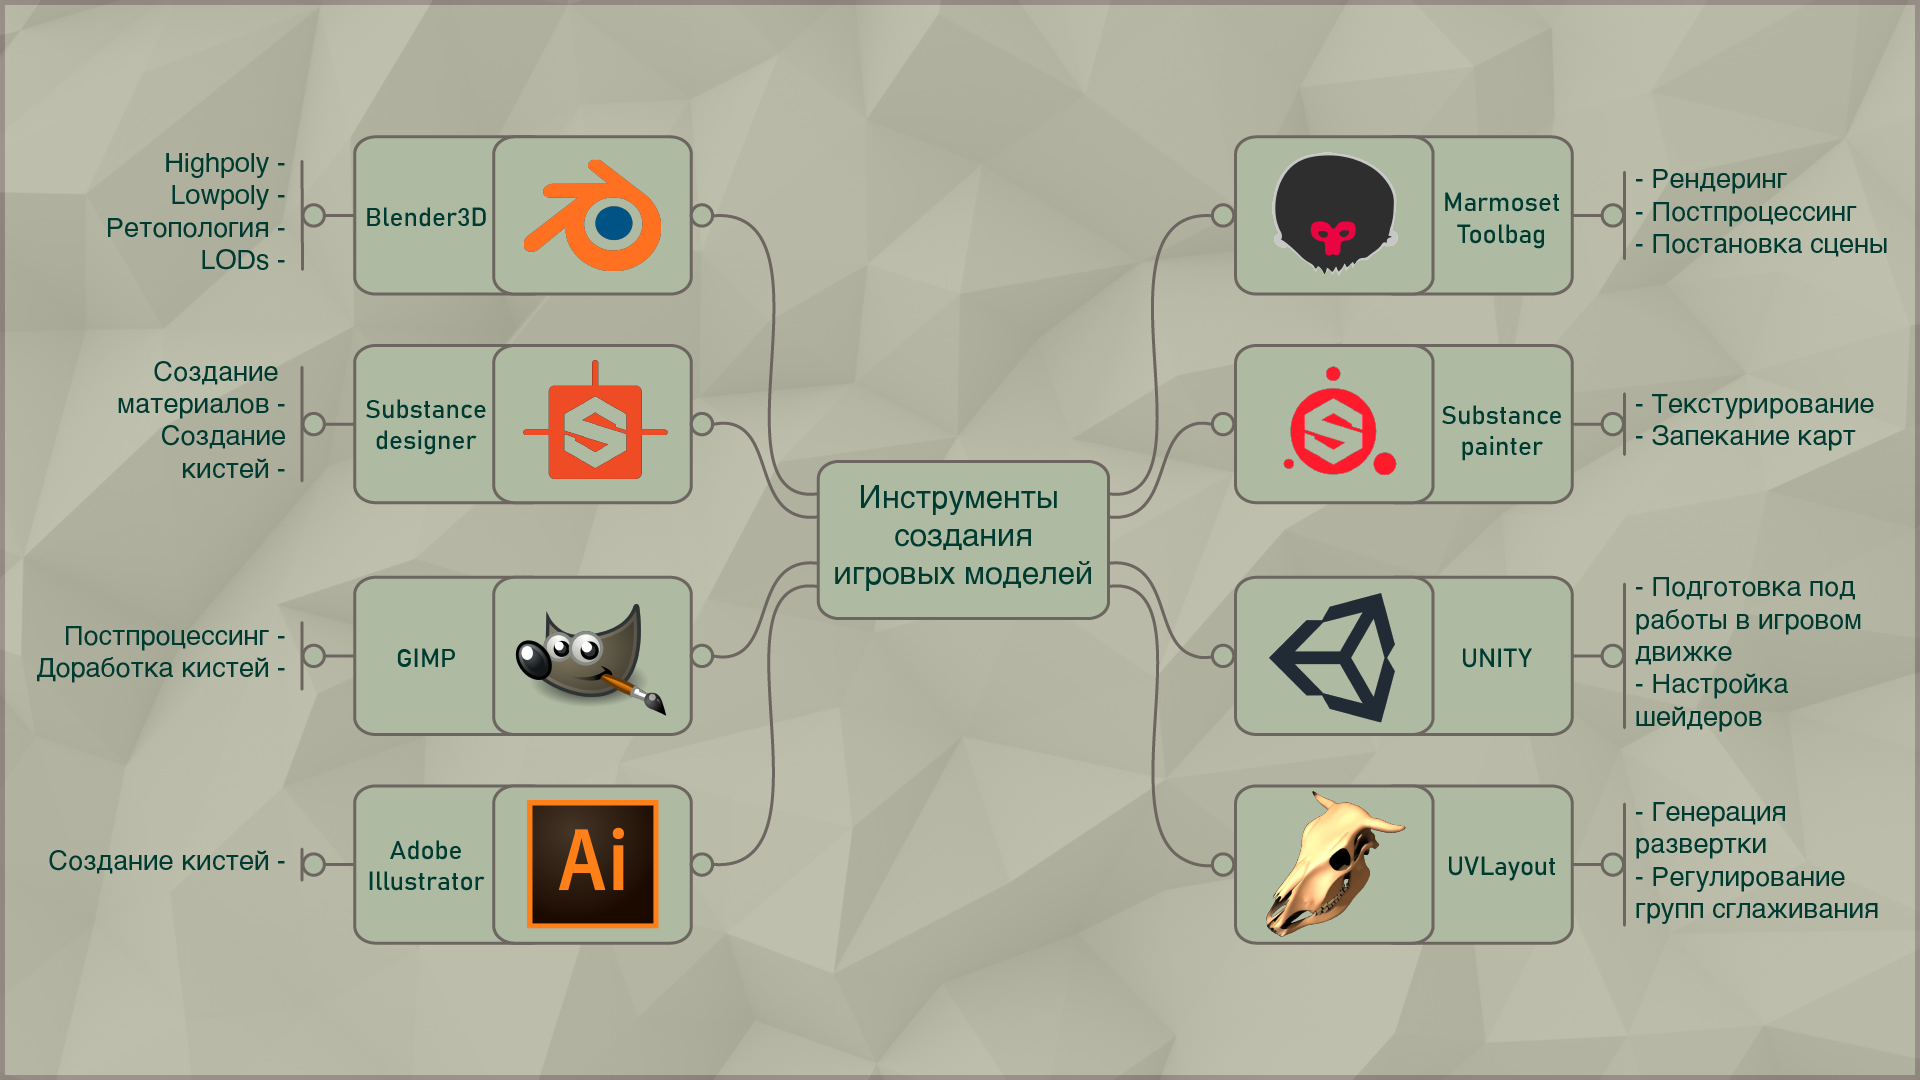 Highpoly -
Lowpoly -
Ретопология -
LODs -
Blender3D
Создание
материалов -
Создание
кистей -
Substance
designer
Постпроцессинг -
Доработка кистей -
GIMP
Создание кистей -
Adobe
Illustrator
Ai
Инструменты
создания
игровых моделей
Marmoset
Toolbag
- Рендеринг
- Постпроцессинг
- Постановка сцены
Substance
painter
- Текстурирование
- Запекание карт
UNITY
- Подготовка под
работы в игровом
движке
- Настройка
шейдеров
UVLayout
- Генерация
развертки
- Регулирование
групп сглаживания